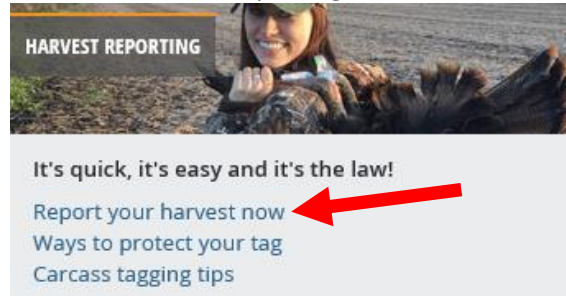 HARVEST REPORTING
It's quick, it's easy and it's the law!
Report your harvest now
Ways to protect your tag
Carcass tagging tips